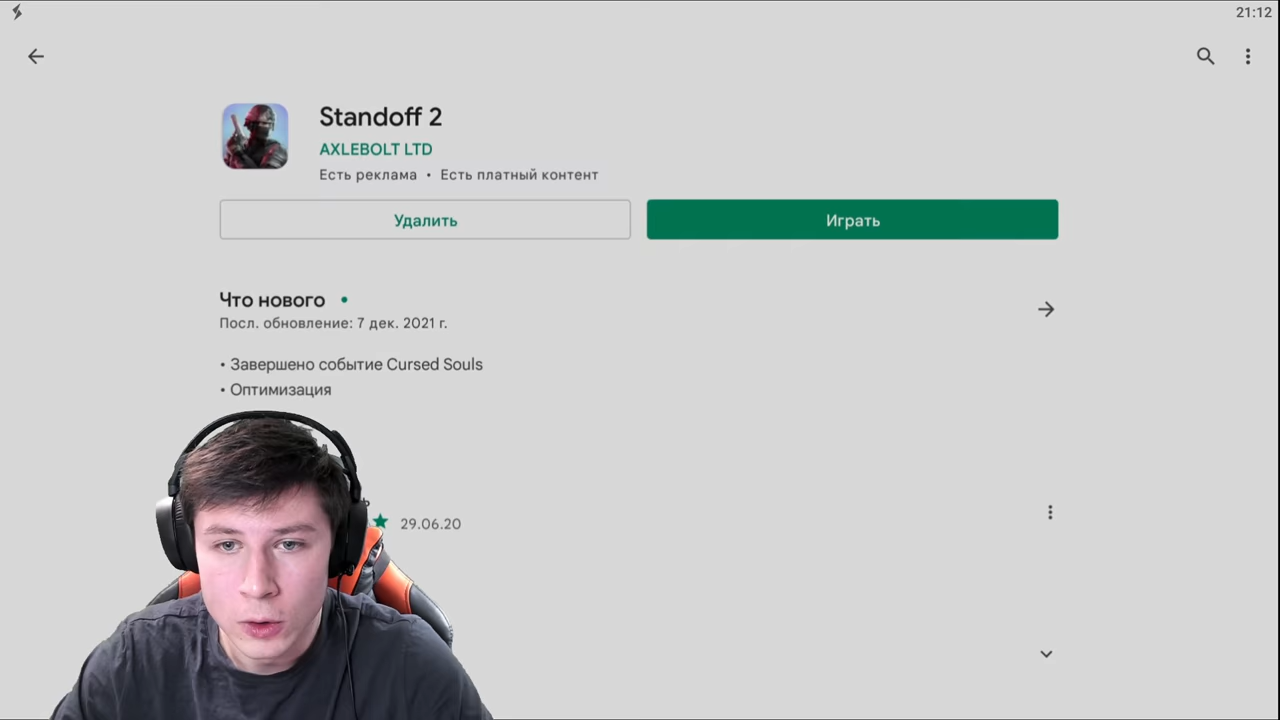 21:12
Standoff 2
AXLEBOLT LTD
Есть реклама • Есть платный контент
Удалить
Играть
Что нового •
Посл. обновление: 7 дек. 2021 г.
• Завершено событие Cursed Souls
• Оптимизация
29.06.20